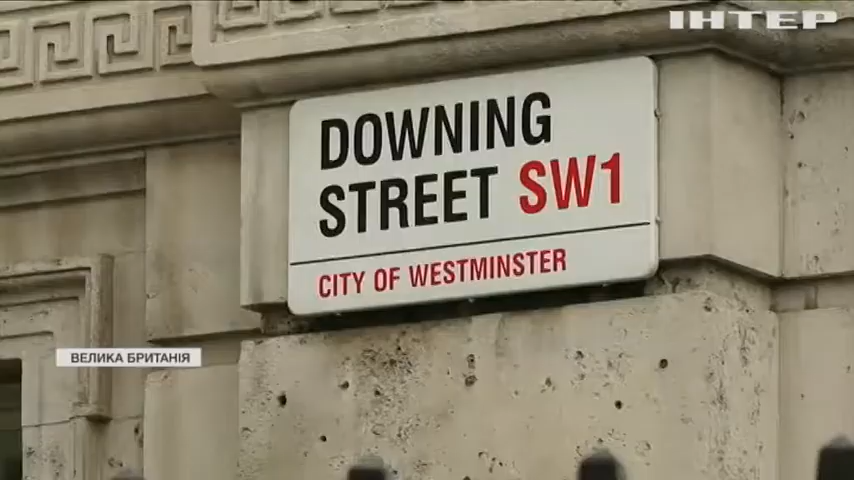 ІНТЕР
DOWNING
STREET SW1
CITY OF WESTMINSTER
ВЕЛИКА БРИТАНІЯ